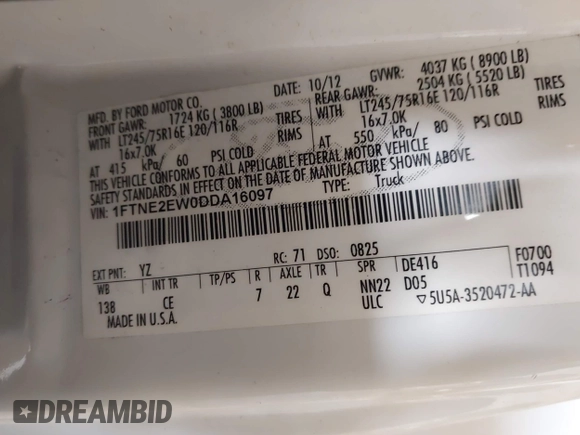 MFD. BY FORD MOTOR CO.
DATE: 10/12 GVWR: 4037 KG ( 8900 LB)
FRONT GAWR: 1724 KG ( 3800 LB) REAR GAWR: 2504 KG ( 5520 LB)
WITH LT245/75R16E 120/116R TIRES WITH LT245/75R16E 120/116R TIRES
16x7.0K RIMS 16x7.0K RIMS
AT 415 kPa/ 60 PSI COLD AT 550 kPa/ 80 PSI COLD
THIS VEHICLE CONFORMS TO ALL APPLICABLE FEDERAL MOTOR VEHICLE
SAFETY STANDARDS IN EFFECT ON THE DATE OF MANUFACTURE SHOWN ABOVE.
VIN: 1FTNE2EW0DDA16097 TYPE: Truck
EXT PNT: YZ RC: 71 DSO: 0825
WB INT TR TP/PS R AXLE TR SPR DE416 F0700
138 CE 7 22 Q NN22 D05 T1094
MADE IN U.S.A. ULC ▽5U5A-3520472-AA
DREAMBID